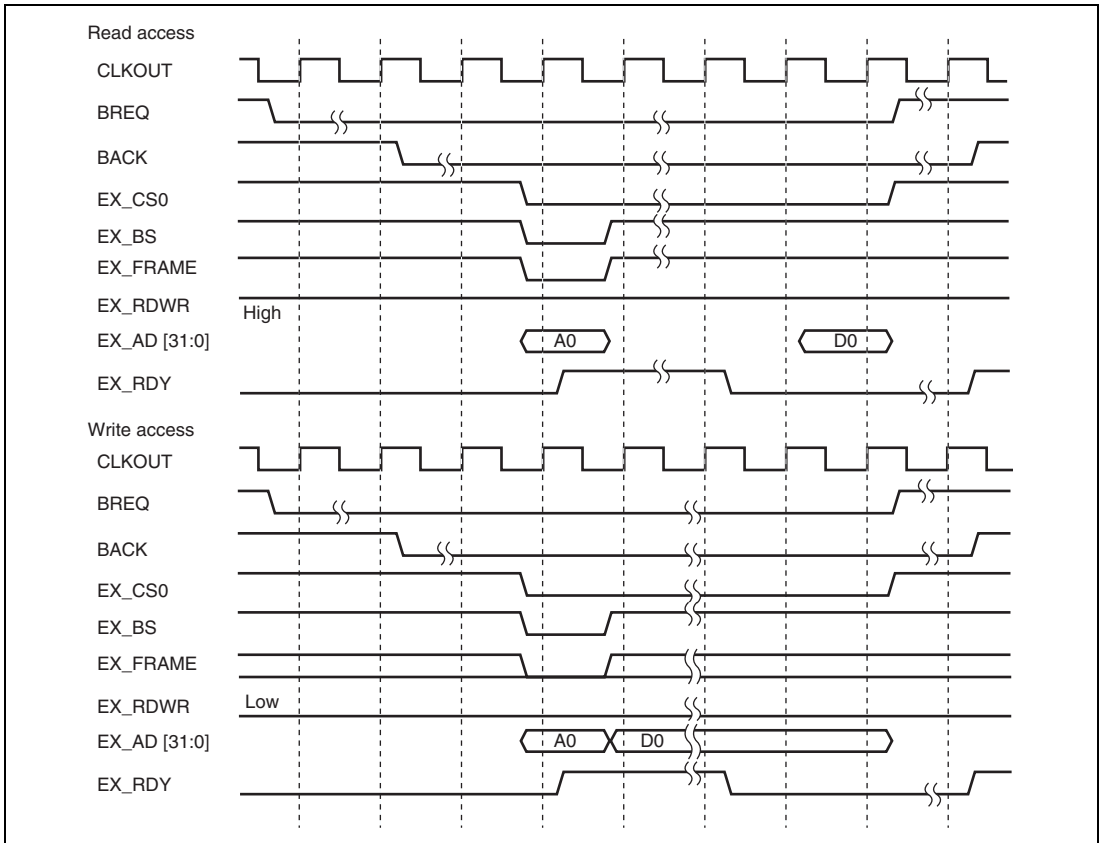 Read access
CLKOUT
BREQ
BACK
EX_CS0
EX_BS
EX_FRAME
EX_RDWR
High
EX_AD [31:0]
A0
D0
EX_RDY
Write access
CLKOUT
BREQ
BACK
EX_CS0
EX_BS
EX_FRAME
EX_RDWR
Low
EX_AD [31:0]
A0
D0
EX_RDY